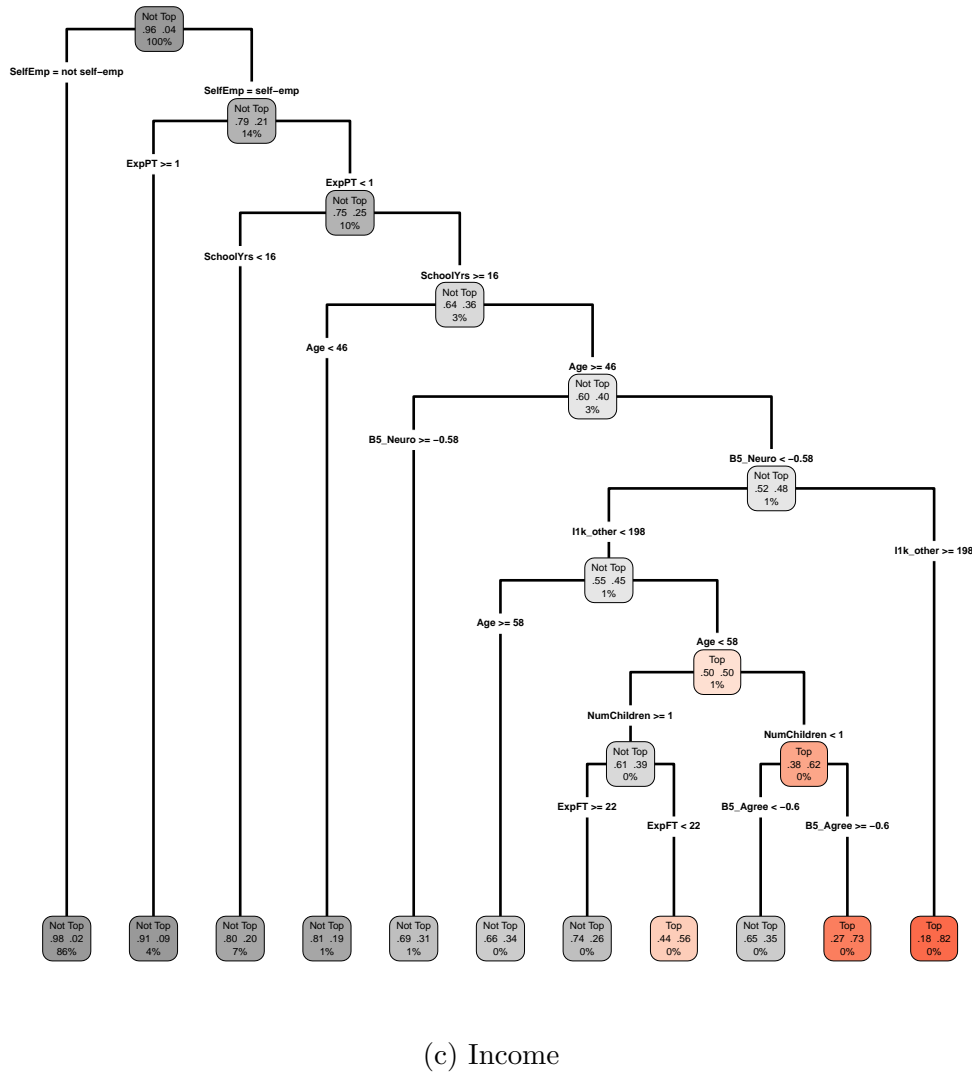 Not Top
.96 .04
100%
SelfEmp = not self−emp
SelfEmp = self−emp
Not Top
.79 .21
14%
ExpPT >= 1
ExpPT < 1
Not Top
.75 .25
10%
SchoolYrs < 16
SchoolYrs >= 16
Not Top
.64 .36
3%
Age < 46
Age >= 46
Not Top
.60 .40
3%
B5_Neuro >= −0.58
B5_Neuro < −0.58
Not Top
.52 .48
1%
I1k_other < 198
I1k_other >= 198
Not Top
.55 .45
1%
Age >= 58
Age < 58
Top
.50 .50
1%
NumChildren >= 1
NumChildren < 1
Not Top
.61 .39
0%
Top
.38 .62
0%
ExpFT >= 22
ExpFT < 22
B5_Agree < −0.6
B5_Agree >= −0.6
Not Top
.98 .02
86%
Not Top
.91 .09
4%
Not Top
.80 .20
7%
Not Top
.81 .19
1%
Not Top
.69 .31
1%
Not Top
.66 .34
0%
Not Top
.74 .26
0%
Top
.44 .56
0%
Not Top
.65 .35
0%
Top
.27 .73
0%
Top
.18 .82
0%
(c) Income